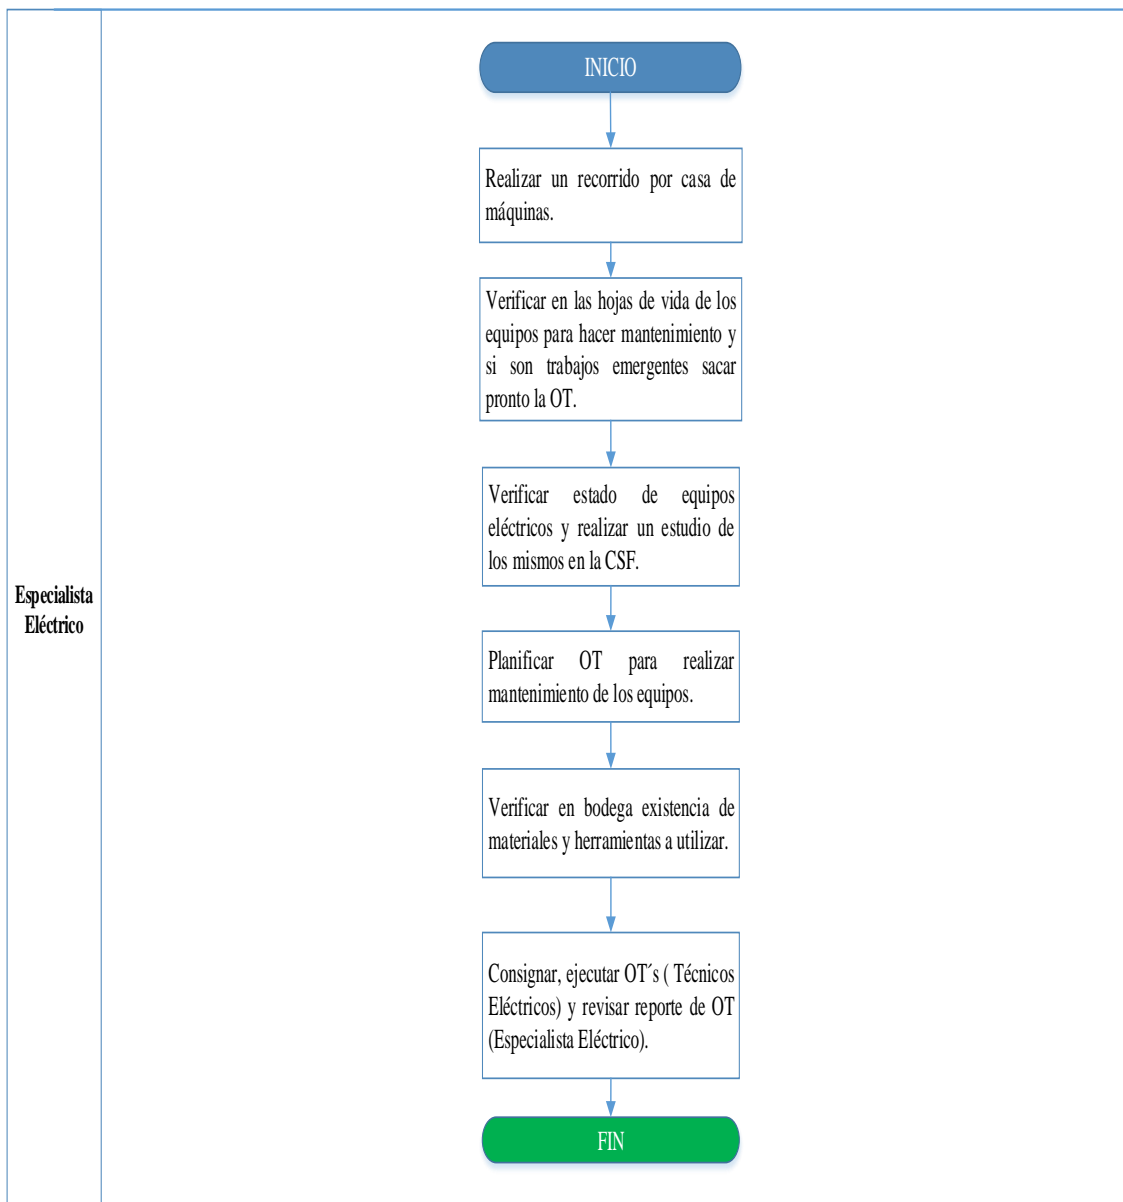 INICIO
Realizar un recorrido por casa de
máquinas.
Verificar en las hojas de vida de los
equipos para hacer mantenimiento y
si son trabajos emergentes sacar
pronto la OT.
Verificar estado de equipos
eléctricos y realizar un estudio de
los mismos en la CSF.
Especialista
Eléctrico
Planificar OT para realizar
mantenimiento de los equipos.
Verificar en bodega existencia de
materiales y herramientas a utilizar.
Consignar, ejecutar OT´s ( Técnicos
Eléctricos) y revisar reporte de OT
(Especialista Eléctrico).
FIN